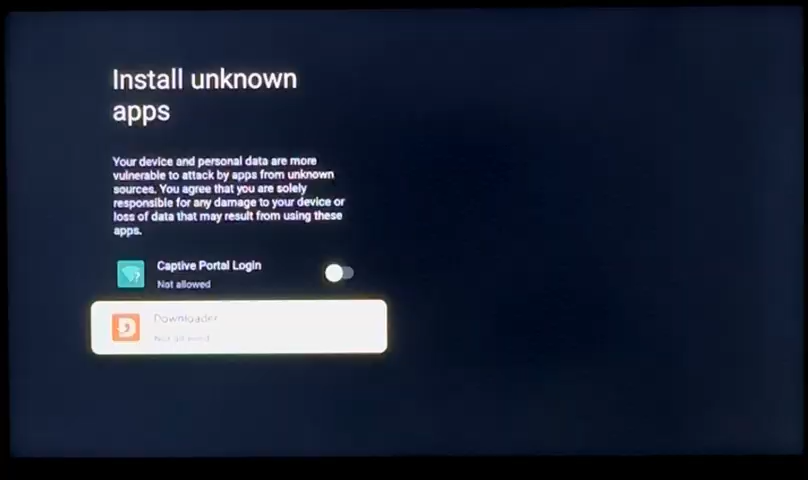 Install unknown
apps
Your device and personal data are more
vulnerable to attack by apps from unknown
sources. You agree that you are solely
responsible for any damage to your device or
loss of data that may result from using these
apps.
Captive Portal Login
Not allowed
Downloader
Not allowed